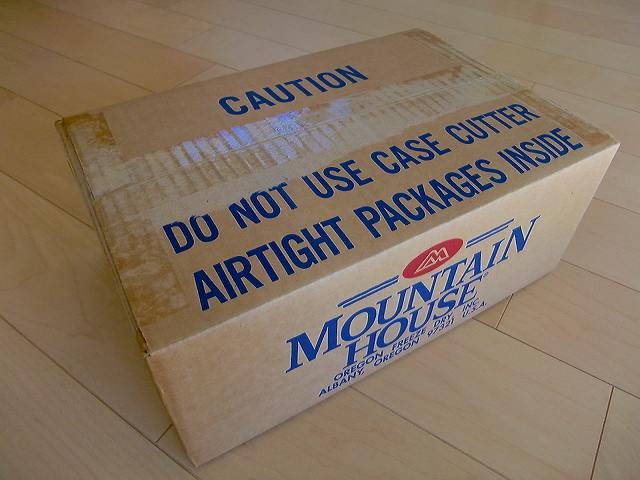 CAUTION
DO NOT USE CASE CUTTER
AIRTIGHT PACKAGES INSIDE
MOUNTAIN
HOUSE®
OREGON FREEZE DRY, INC.
ALBANY, OREGON 97321 U.S.A.